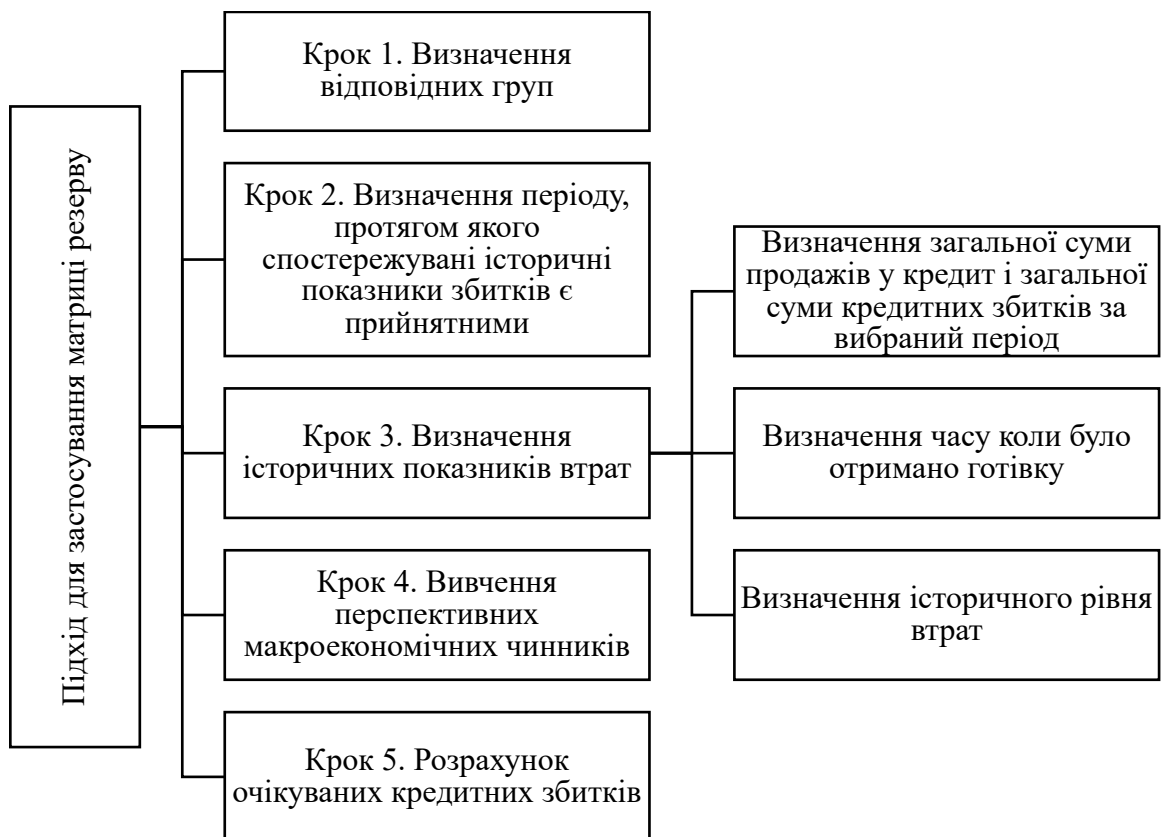 Підхід для застосування матриці резерву
Крок 1. Визначення
відповідних груп
Крок 2. Визначення періоду,
протягом якого
спостережувані історичні
показники збитків є
прийнятними
Крок 3. Визначення
історичних показників втрат
Крок 4. Вивчення
перспективних
макроекономічних чинників
Крок 5. Розрахунок
очікуваних кредитних збитків
Визначення загальної суми
продажів у кредит і загальної
суми кредитних збитків за
вибраний період
Визначення часу коли було
отримано готівку
Визначення історичного рівня
втрат